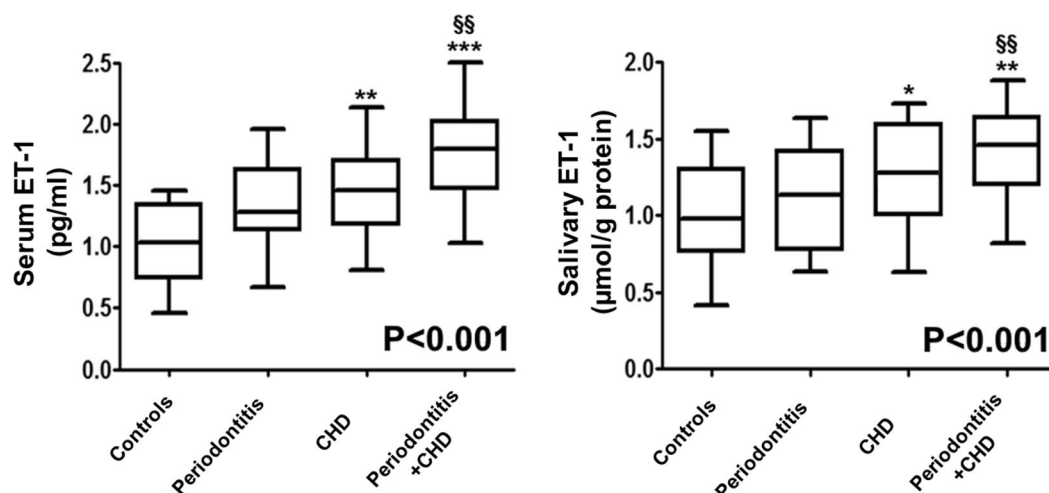 Serum ET-1
(pg/ml)
2.5
2.0
1.5
1.0
0.5
0.0
**
§§
***
P<0.001
Controls
Periodontitis
CHD
Periodontitis
+CHD
Salivary ET-1
(µmol/g protein)
2.0
1.5
1.0
0.5
0.0
*
§§
**
P<0.001
Controls
Periodontitis
CHD
Periodontitis
+CHD